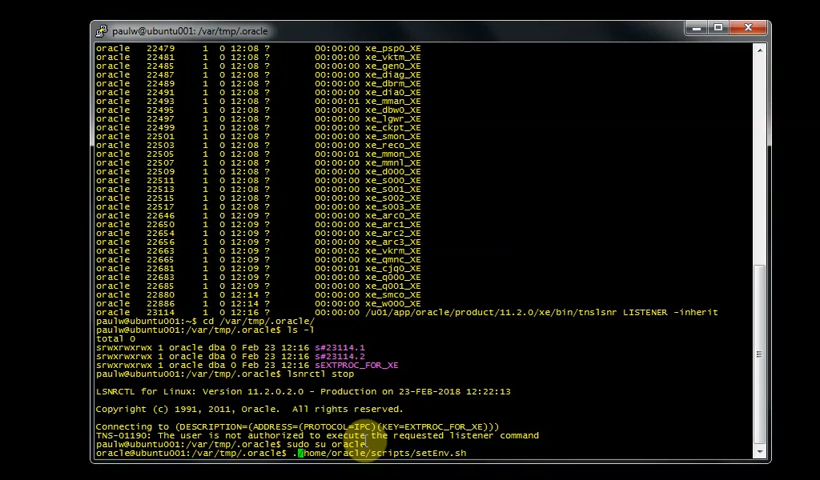 paulw@ubuntu001: /var/tmp/.oracle
oracle 22479 1 0 12:08 ? 00:00:00 xe_psp0_XE
oracle 22481 1 0 12:08 ? 00:00:00 xe_vktm_XE
oracle 22485 1 0 12:08 ? 00:00:00 xe_gen0_XE
oracle 22487 1 0 12:08 ? 00:00:00 xe_diag_XE
oracle 22489 1 0 12:08 ? 00:00:00 xe_dbrm_XE
oracle 22491 1 0 12:08 ? 00:00:00 xe_dia0_XE
oracle 22493 1 0 12:08 ? 00:00:01 xe_mman_XE
oracle 22495 1 0 12:08 ? 00:00:00 xe_dbw0_XE
oracle 22497 1 0 12:08 ? 00:00:00 xe_lgwr_XE
oracle 22499 1 0 12:08 ? 00:00:00 xe_ckpt_XE
oracle 22501 1 0 12:08 ? 00:00:00 xe_smon_XE
oracle 22503 1 0 12:08 ? 00:00:00 xe_reco_XE
oracle 22505 1 0 12:08 ? 00:00:01 xe_mmon_XE
oracle 22507 1 0 12:08 ? 00:00:00 xe_mmnl_XE
oracle 22509 1 0 12:08 ? 00:00:00 xe_d000_XE
oracle 22511 1 0 12:08 ? 00:00:00 xe_s000_XE
oracle 22513 1 0 12:08 ? 00:00:00 xe_s001_XE
oracle 22515 1 0 12:08 ? 00:00:00 xe_s002_XE
oracle 22517 1 0 12:08 ? 00:00:00 xe_s003_XE
oracle 22646 1 0 12:09 ? 00:00:00 xe_arc0_XE
oracle 22650 1 0 12:09 ? 00:00:00 xe_arc1_XE
oracle 22654 1 0 12:09 ? 00:00:00 xe_arc2_XE
oracle 22656 1 0 12:09 ? 00:00:00 xe_arc3_XE
oracle 22663 1 0 12:09 ? 00:00:02 xe_vkrm_XE
oracle 22665 1 0 12:09 ? 00:00:00 xe_qmnc_XE
oracle 22681 1 0 12:09 ? 00:00:01 xe_cjq0_XE
oracle 22683 1 0 12:09 ? 00:00:00 xe_q000_XE
oracle 22685 1 0 12:09 ? 00:00:00 xe_q001_XE
oracle 22880 1 0 12:14 ? 00:00:00 xe_smco_XE
oracle 22886 1 0 12:14 ? 00:00:00 xe_w000_XE
oracle 23114 1 0 12:16 ? 00:00:00 /u01/app/oracle/product/11.2.0/xe/bin/tnslsnr LISTENER -inherit
paulw@ubuntu001:~$ cd /var/tmp/.oracle/
paulw@ubuntu001:/var/tmp/.oracle$ ls -l
total 0
srwxrwxrwx 1 oracle dba 0 Feb 23 12:16 s#23114.1
srwxrwxrwx 1 oracle dba 0 Feb 23 12:16 s#23114.2
srwxrwxrwx 1 oracle dba 0 Feb 23 12:16 sEXTPROC_FOR_XE
paulw@ubuntu001:/var/tmp/.oracle$ lsnrctl stop
LSNRCTL for Linux: Version 11.2.0.2.0 - Production on 23-FEB-2018 12:22:13
Copyright (c) 1991, 2011, Oracle. All rights reserved.
Connecting to (DESCRIPTION=(ADDRESS=(PROTOCOL=IPC)(KEY=EXTPROC_FOR_XE)))
TNS-01190: The user is not authorized to execute the requested listener command
paulw@ubuntu001:/var/tmp/.oracle$ sudo su oracle
oracle@ubuntu001:/var/tmp/.oracle$ ./home/oracle/scripts/setEnv.sh